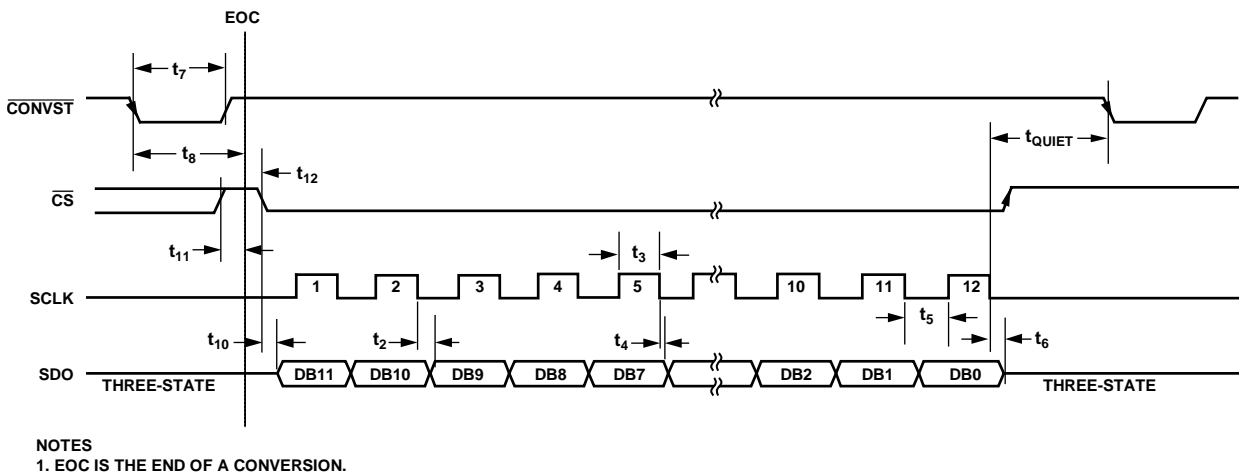 EOC
t7
CONVST
t8
tQUIET
t12
CS
t11
t3
SCLK
1 2 3 4 5 10 11 12
t10
t2
t4
t5
t6
SDO
THREE-STATE
DB11 DB10 DB9 DB8 DB7 DB2 DB1 DB0
THREE-STATE
NOTES
1. EOC IS THE END OF A CONVERSION.